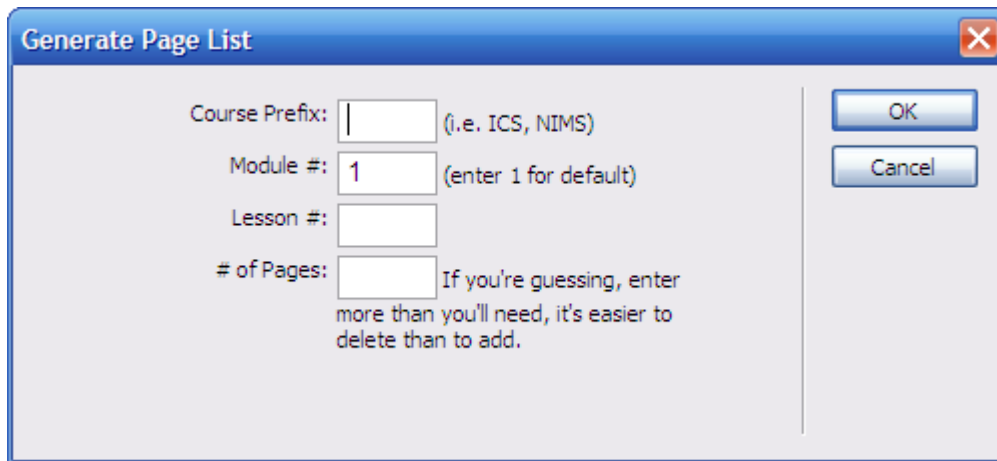 Generate Page List
Course Prefix: (i.e. ICS, NIMS)
Module #: 1 (enter 1 for default)
Lesson #:
# of Pages: If you're guessing, enter
more than you'll need, it's easier to
delete than to add.
OK
Cancel